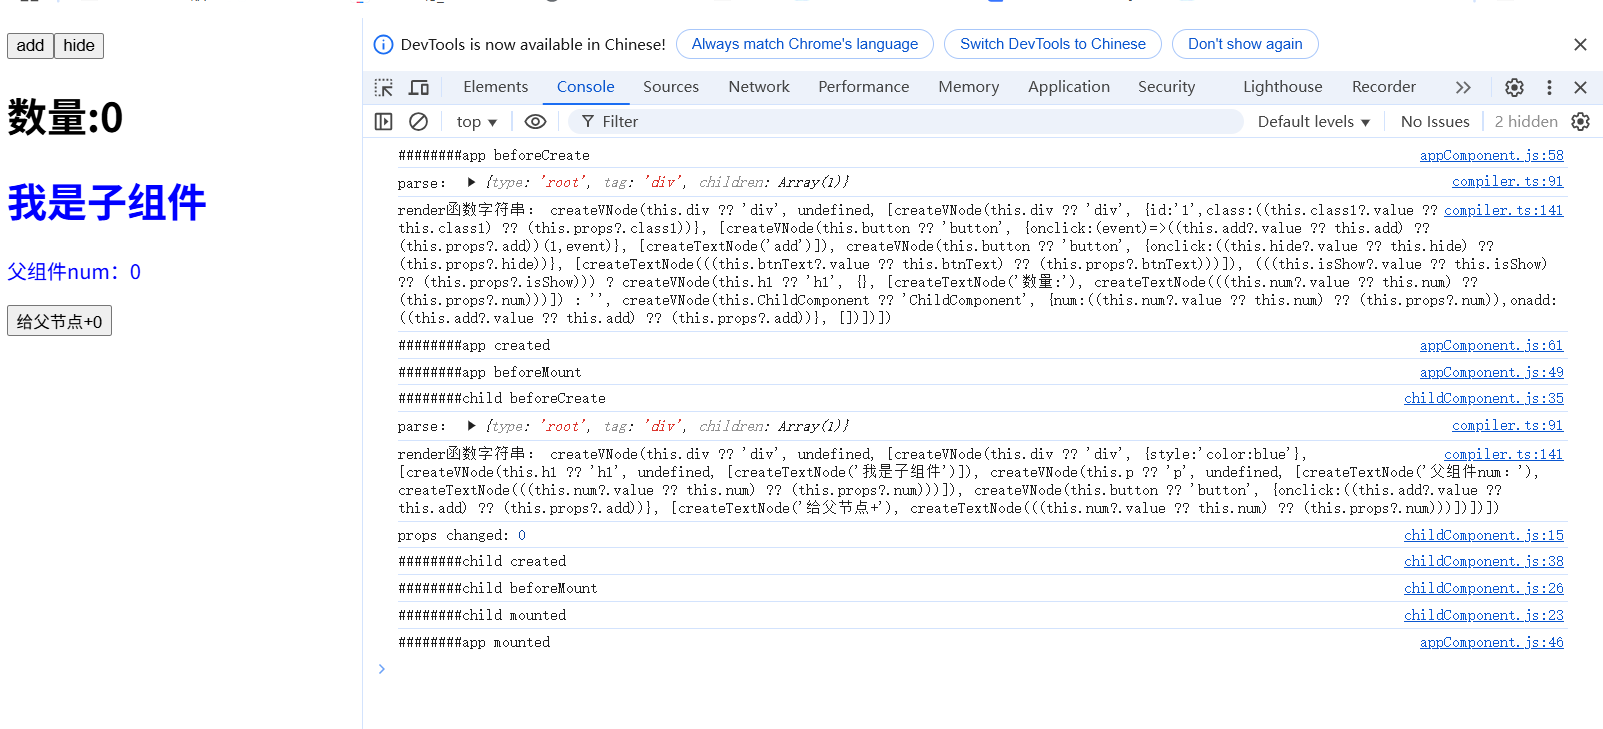 add hide
数量:0
我是子组件
父组件num：0
给父节点+0
DevTools is now available in Chinese! Always match Chrome's language Switch DevTools to Chinese Don't show again
Elements Console Sources Network Performance Memory Application Security Lighthouse Recorder
top Filter Default levels No Issues 2 hidden
########app beforeCreate appComponent.js:58
parse: ▶ {type: 'root', tag: 'div', children: Array(1)} compiler.ts:91
render函数字符串： createVNode(this.div ?? 'div', undefined, [createVNode(this.div ?? 'div', {id:'1',class:((this.class1?.value ?? compiler.ts:141
this.class1) ?? (this.props?.class1))}, [createVNode(this.button ?? 'button', {onclick:(event)=>((this.add?.value ?? this.add) ??
(this.props?.add))(1,event)}, [createTextNode('add')]), createVNode(this.button ?? 'button', {onclick:((this.hide?.value ?? this.hide) ??
(this.props?.hide))}, [createTextNode(((this.btnText?.value ?? this.btnText) ?? (this.props?.btnText)))]), (((this.isShow?.value ?? this.isShow)
?? (this.props?.isShow))) ? createVNode(this.h1 ?? 'h1', {}, [createTextNode('数量:'), createTextNode(((this.num?.value ?? this.num) ??
(this.props?.num)))]) : '', createVNode(this.ChildComponent ?? 'ChildComponent', {num:((this.num?.value ?? this.num) ?? (this.props?.num)),onadd:
((this.add?.value ?? this.add) ?? (this.props?.add))}, [])])])
########app created appComponent.js:61
########app beforeMount appComponent.js:49
########child beforeCreate childComponent.js:35
parse: ▶ {type: 'root', tag: 'div', children: Array(1)} compiler.ts:91
render函数字符串： createVNode(this.div ?? 'div', undefined, [createVNode(this.div ?? 'div', {style:'color:blue'}, compiler.ts:141
[createVNode(this.h1 ?? 'h1', undefined, [createTextNode('我是子组件')]), createVNode(this.p ?? 'p', undefined, [createTextNode('父组件num：'),
createTextNode(((this.num?.value ?? this.num) ?? (this.props?.num)))]), createVNode(this.button ?? 'button', {onclick:((this.add?.value ??
this.add) ?? (this.props?.add))}, [createTextNode('给父节点+'), createTextNode(((this.num?.value ?? this.num) ?? (this.props?.num)))])])])
props changed: 0 childComponent.js:15
########child created childComponent.js:38
########child beforeMount childComponent.js:26
########child mounted childComponent.js:23
########app mounted appComponent.js:46